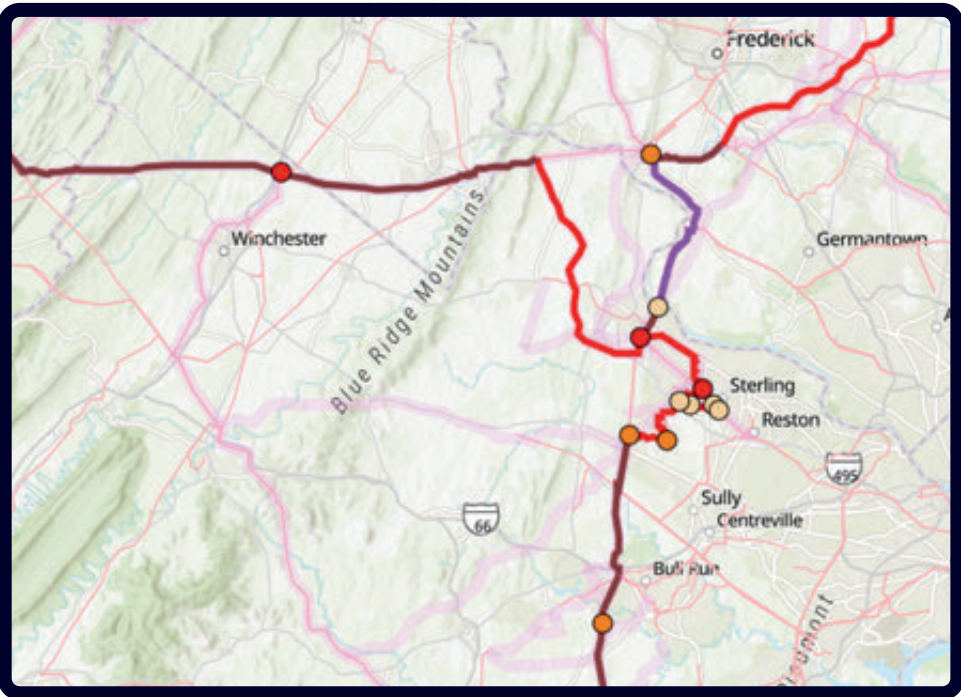 Frederick
Winchester
Germantown
Blue Ridge Mountains
Sterling
Reston
495
Sully
66
Centreville
Bull Run